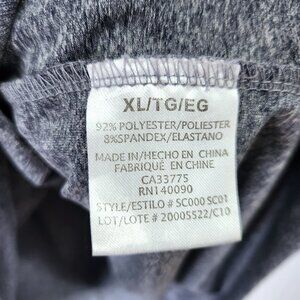 XL/TG/EG
92% POLYESTER/POLIESTER
8%SPANDEX/ELASTANO
MADE IN/HECHO EN CHINA
FABRIQUÉ EN CHINE
CA33775
RN140090
STYLE/ESTILO # SC000 SC01
LOT/LOTE # 20005522/C10